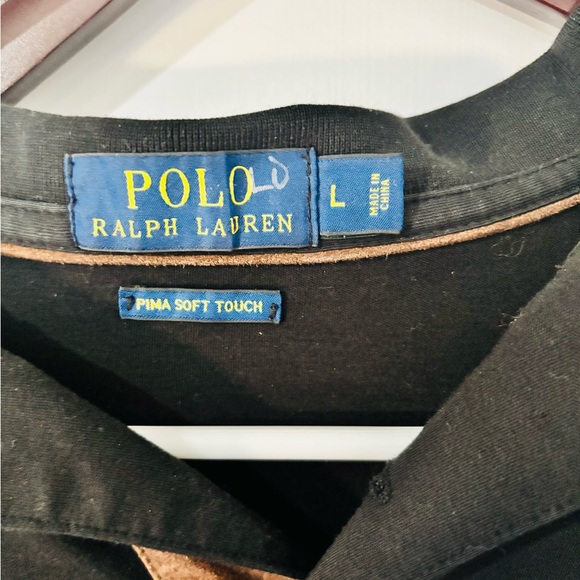 POLO
RALPH LAUREN
L
MADE IN
CHINA
PIMA SOFT TOUCH